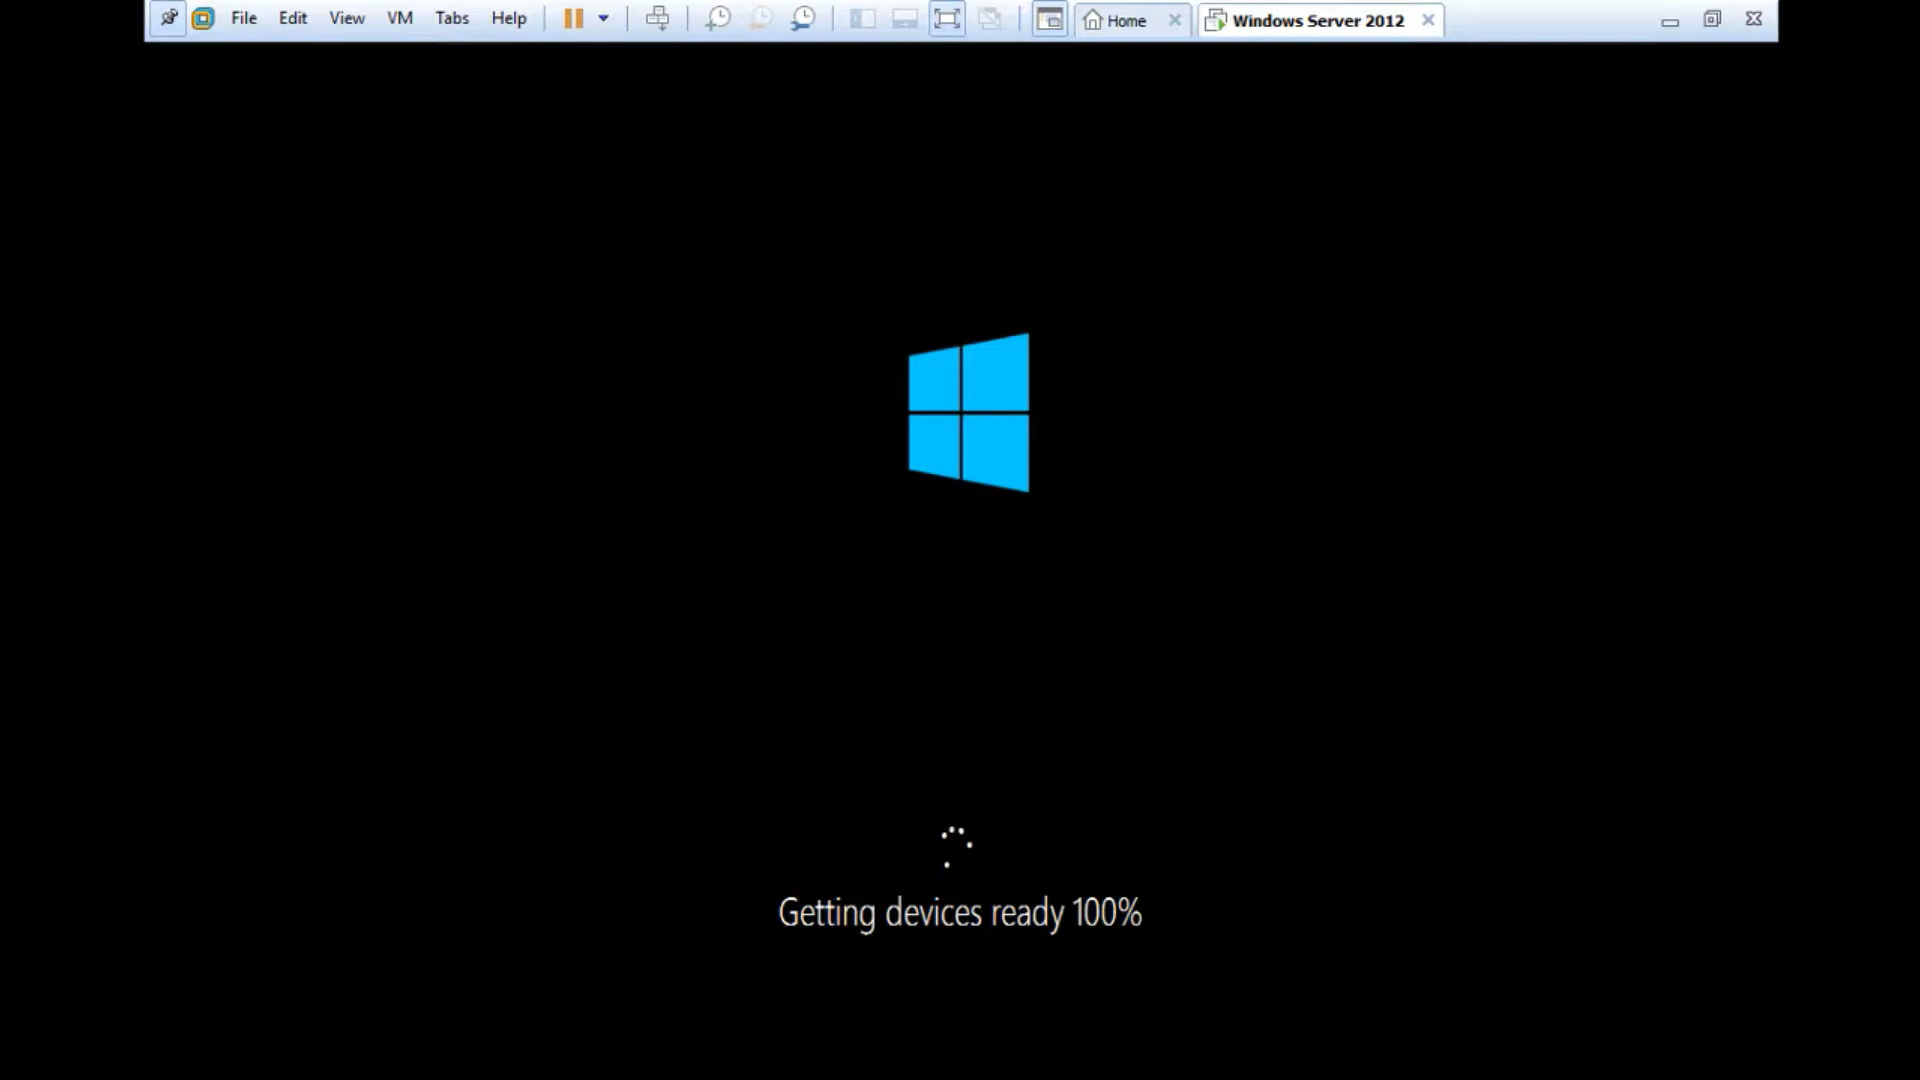 File Edit View VM Tabs Help Home Windows Server 2012
Getting devices ready 100%